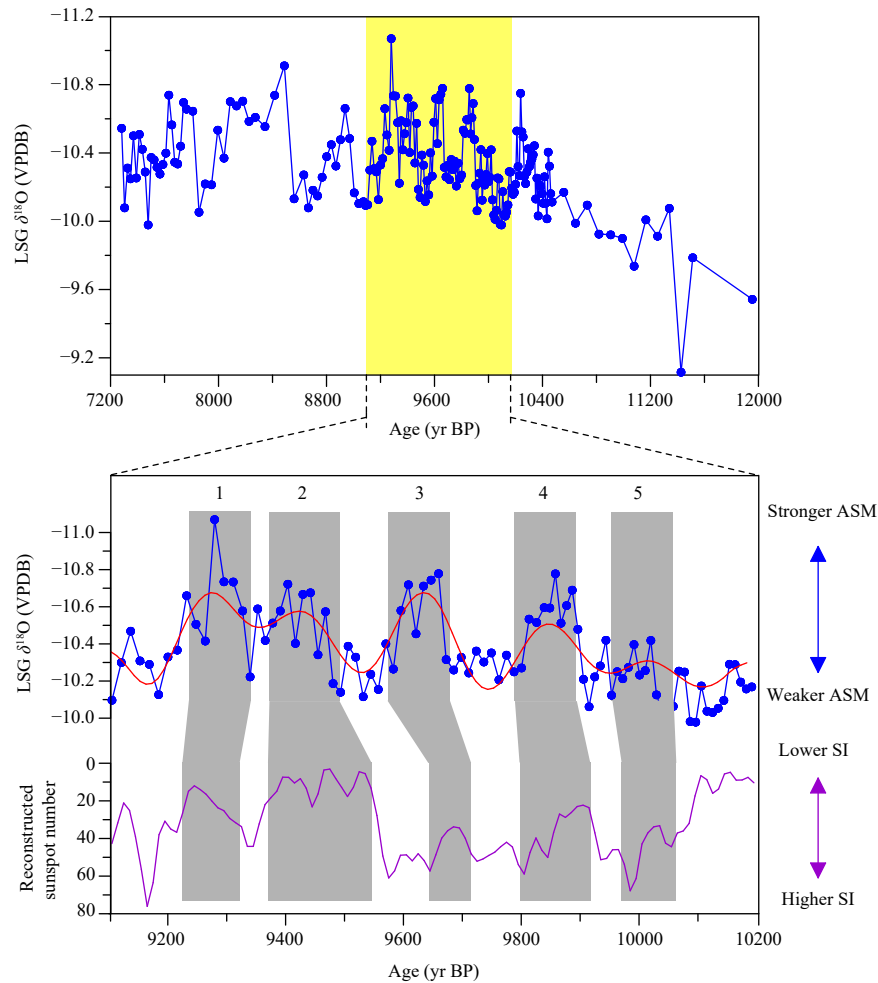 −11.2
−10.8
−10.4
−10.0
−9.6
−9.2
LSG δ¹⁸O (VPDB)
7200 8000 8800 9600 10400 11200 12000
Age (yr BP)
1 2 3 4 5
−11.0
−10.8
−10.6
−10.4
−10.2
−10.0
LSG δ¹⁸O (VPDB)
Stronger ASM
Weaker ASM
Lower SI
Higher SI
0
20
40
60
80
Reconstructed
sunspot number
9200 9400 9600 9800 10000 10200
Age (yr BP)